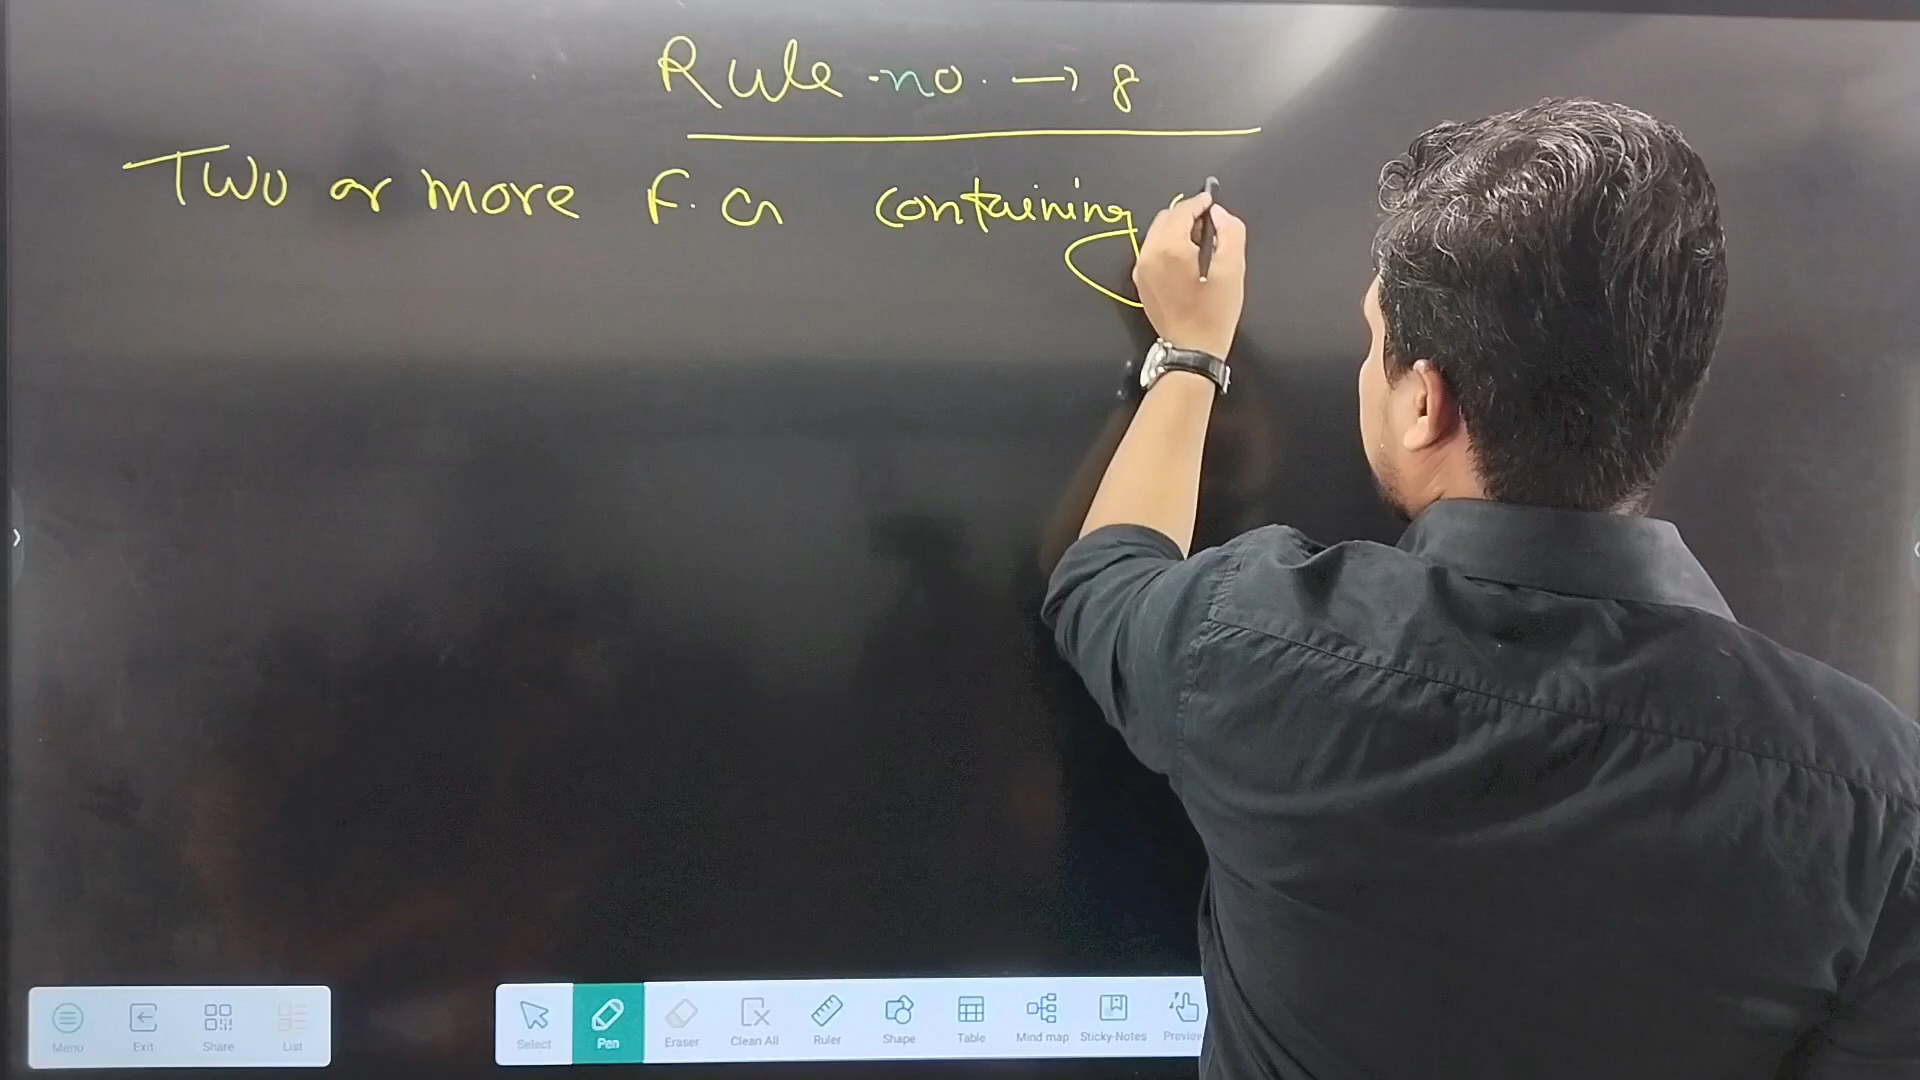 Rule no. → 8
Two or more F. G containing
Menu Exit Share List
Select Pen Eraser Clean All Ruler Shape Table Mind map Sticky-Notes